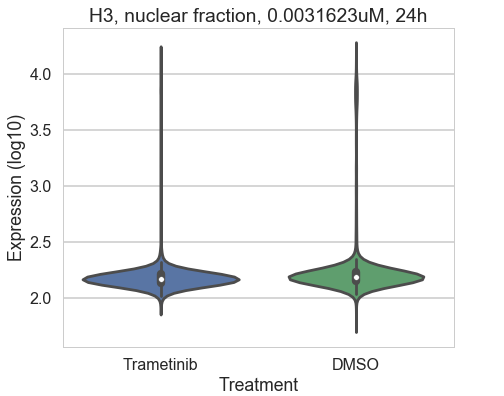 H3, nuclear fraction, 0.0031623uM, 24h
Expression (log10)
4.0
3.5
3.0
2.5
2.0
Trametinib
DMSO
Treatment